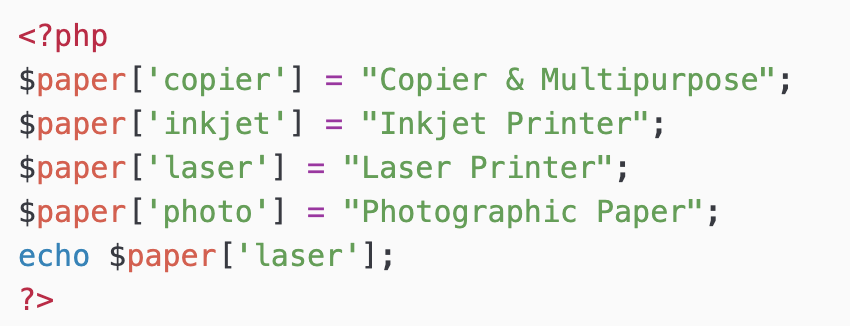 <?php
$paper['copier'] = "Copier & Multipurpose";
$paper['inkjet'] = "Inkjet Printer";
$paper['laser'] = "Laser Printer";
$paper['photo'] = "Photographic Paper";
echo $paper['laser'];
?>